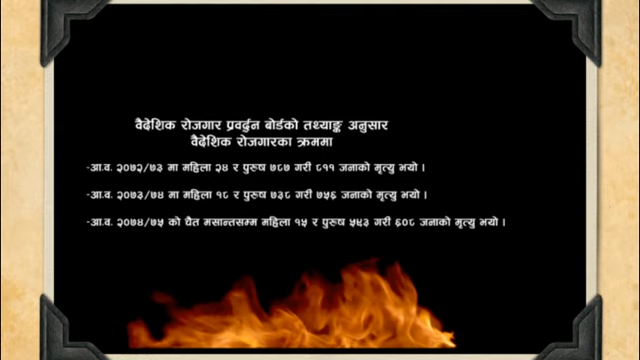 वैदेशिक रोजगार प्रवर्द्धन बोर्डको तथ्याङ्क अनुसार
वैदेशिक रोजगारका क्रममा
-आ.व. २०७२/७३ मा महिला २४ र पुरुष ७८७ गरी ८११ जनाको मृत्यु भयो ।
-आ.व. २०७३/७४ मा महिला १८ र पुरुष ७३८ गरी ७५६ जनाको मृत्यु भयो ।
-आ.व. २०७४/७५ को चैत मसान्तसम्म महिला १५ र पुरुष ५९३ गरी ६०८ जनाको मृत्यु भयो ।